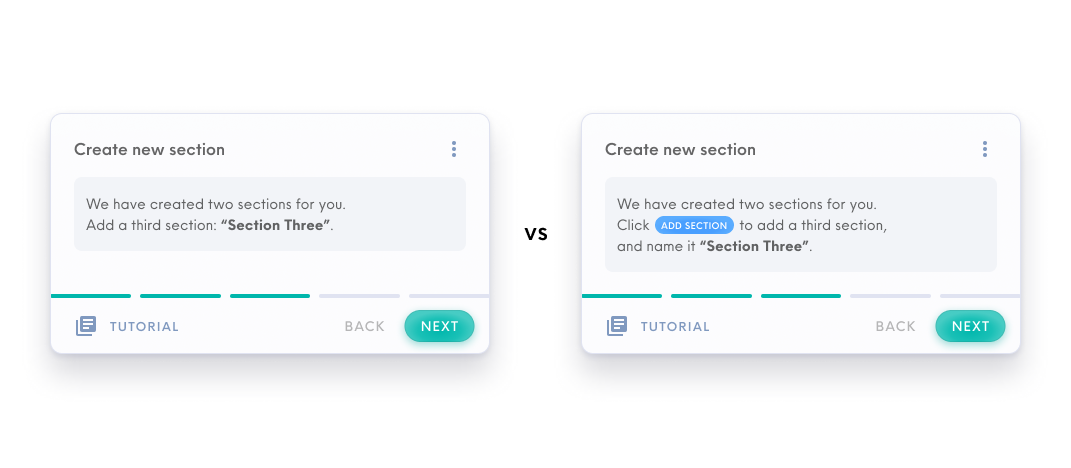 Create new section
We have created two sections for you.
Add a third section: “Section Three”.
TUTORIAL
BACK
NEXT
VS
Create new section
We have created two sections for you.
Click ADD SECTION to add a third section,
and name it “Section Three”.
TUTORIAL
BACK
NEXT